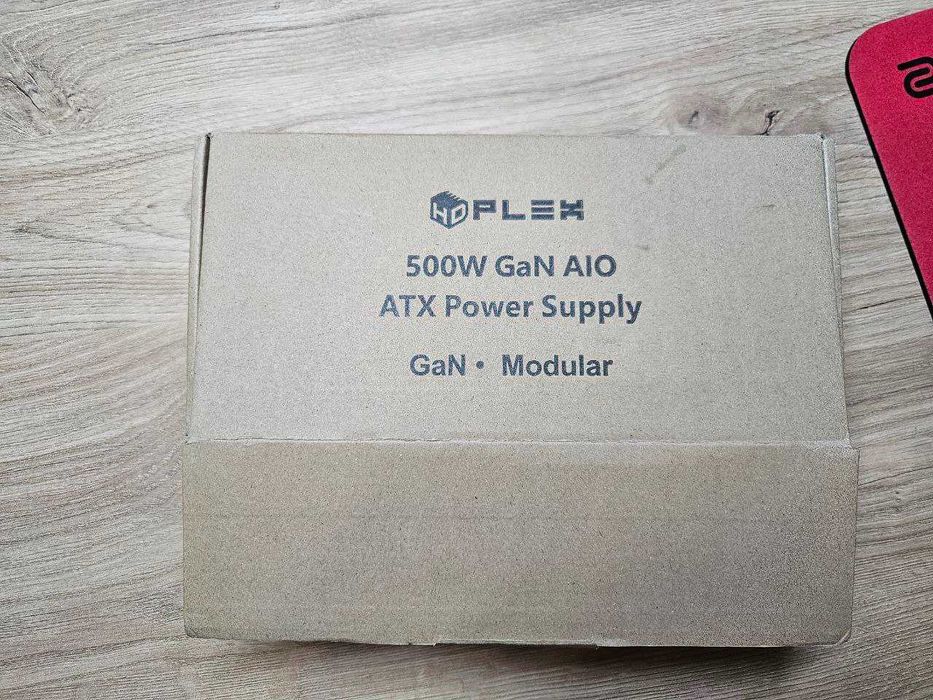 HDPLEX
500W GaN AIO
ATX Power Supply
GaN • Modular